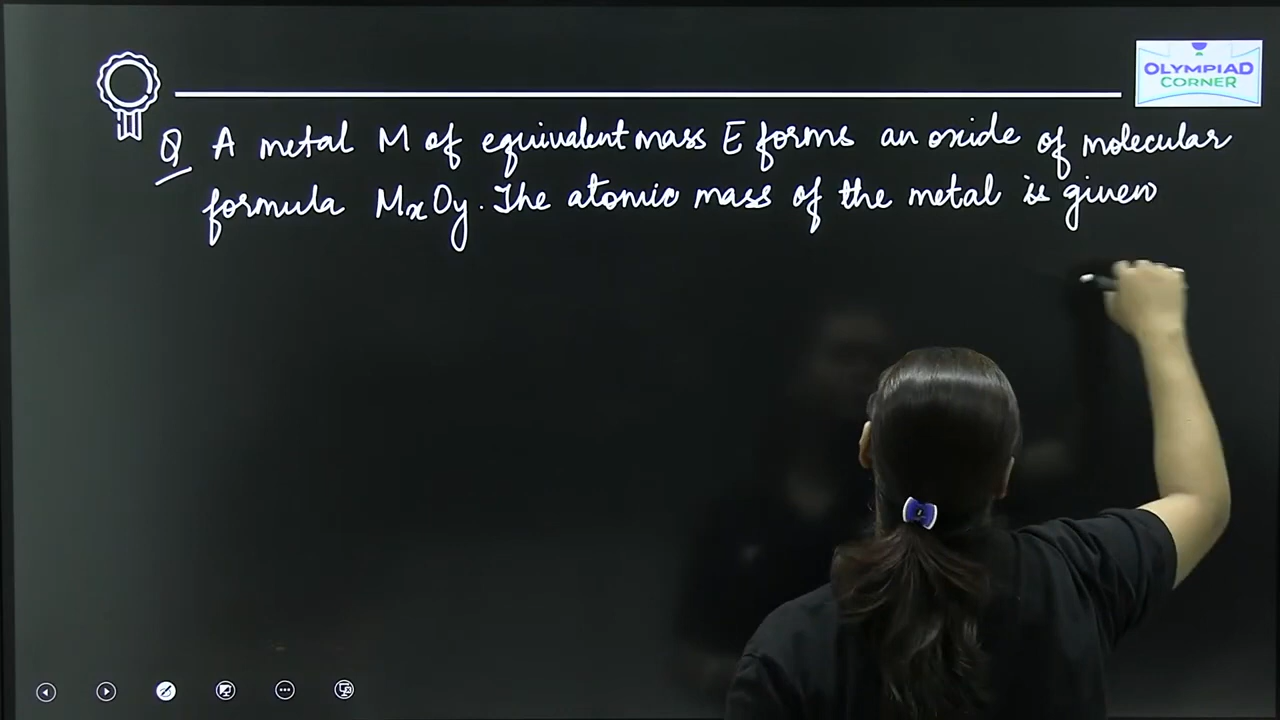 OLYMPIAD
CORNER
Q A metal M of equivalent mass E forms an oxide of molecular
formula MxOy. The atomic mass of the metal is given